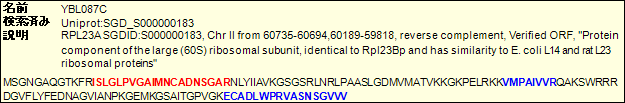 名前 YBL087C
検索済み Uniprot:SGD_S000000183
説明 RPL23A SGDID:S000000183, Chr II from 60735-60694,60189-59818, reverse complement, Verified ORF, "Protein
component of the large (60S) ribosomal subunit, identical to Rpl23Bp and has similarity to E. coli L14 and rat L23
ribosomal proteins"
MSGNGAQGTKFRISLGLPVGAIMNCADNSGARNLYIIAVKGSGSRLNRLPAASLGDMVMATVKKGKPELRKKVMPAIVVRQAKSWRRR
DGVFLYFEDNAGVIANPKGEMKGSAITGPVGKECADLWPRVASNSGVVV